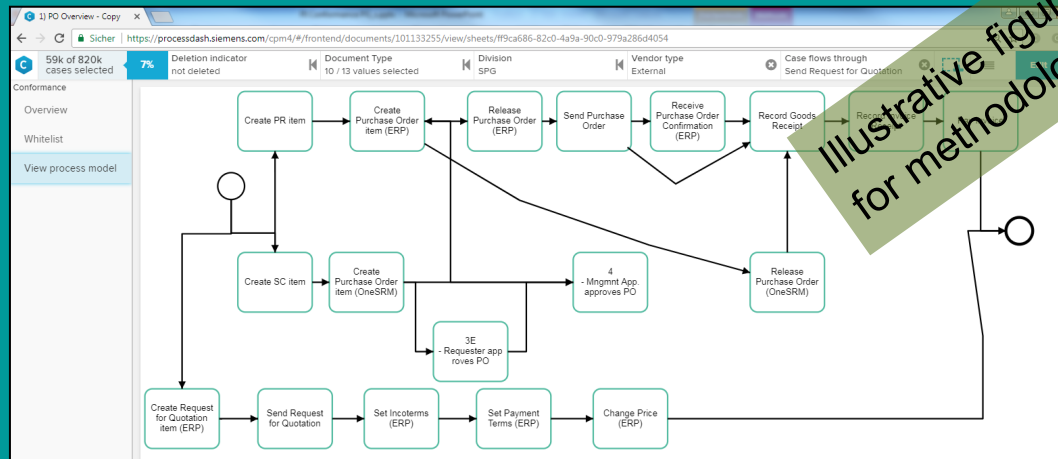 1) PO Overview - Copy
Sicher | https://processdash.siemens.com/cpm4/#/frontend/documents/101133255/view/sheets/ff9ca686-82c0-4a9a-90c0-979a286d4054
59k of 820k
cases selected
7%
Deletion indicator
not deleted
Document Type
10 / 13 values selected
Division
SPG
Vendor type
External
Case flows through
Send Request for Quotation
Conformance
Overview
Whitelist
View process model
Create PR item
Create
Purchase Order
item (ERP)
Release
Purchase Order
(ERP)
Send Purchase
Order
Receive
Purchase Order
Confirmation
(ERP)
Record Goods
Receipt
Illustrative
for
Create SC item
Create
Purchase Order
item (OneSRM)
4
- Mngmnt App.
approves PO
Release
Purchase Order
(OneSRM)
3E
- Requester app
roves PO
Create Request
for Quotation
item (ERP)
Send Request
for Quotation
Set Incoterms
(ERP)
Set Payment
Terms (ERP)
Change Price
(ERP)